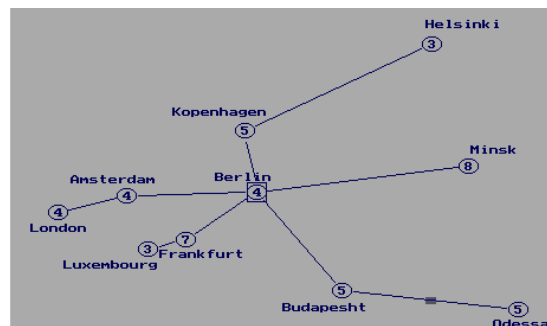 Helsinki
3
Kopenhagen
5
Minsk
8
Berlin
4
Amsterdam
4
4
London
7
Frankfurt
3
Luxembourg
5
Budapesht
5
Odessa